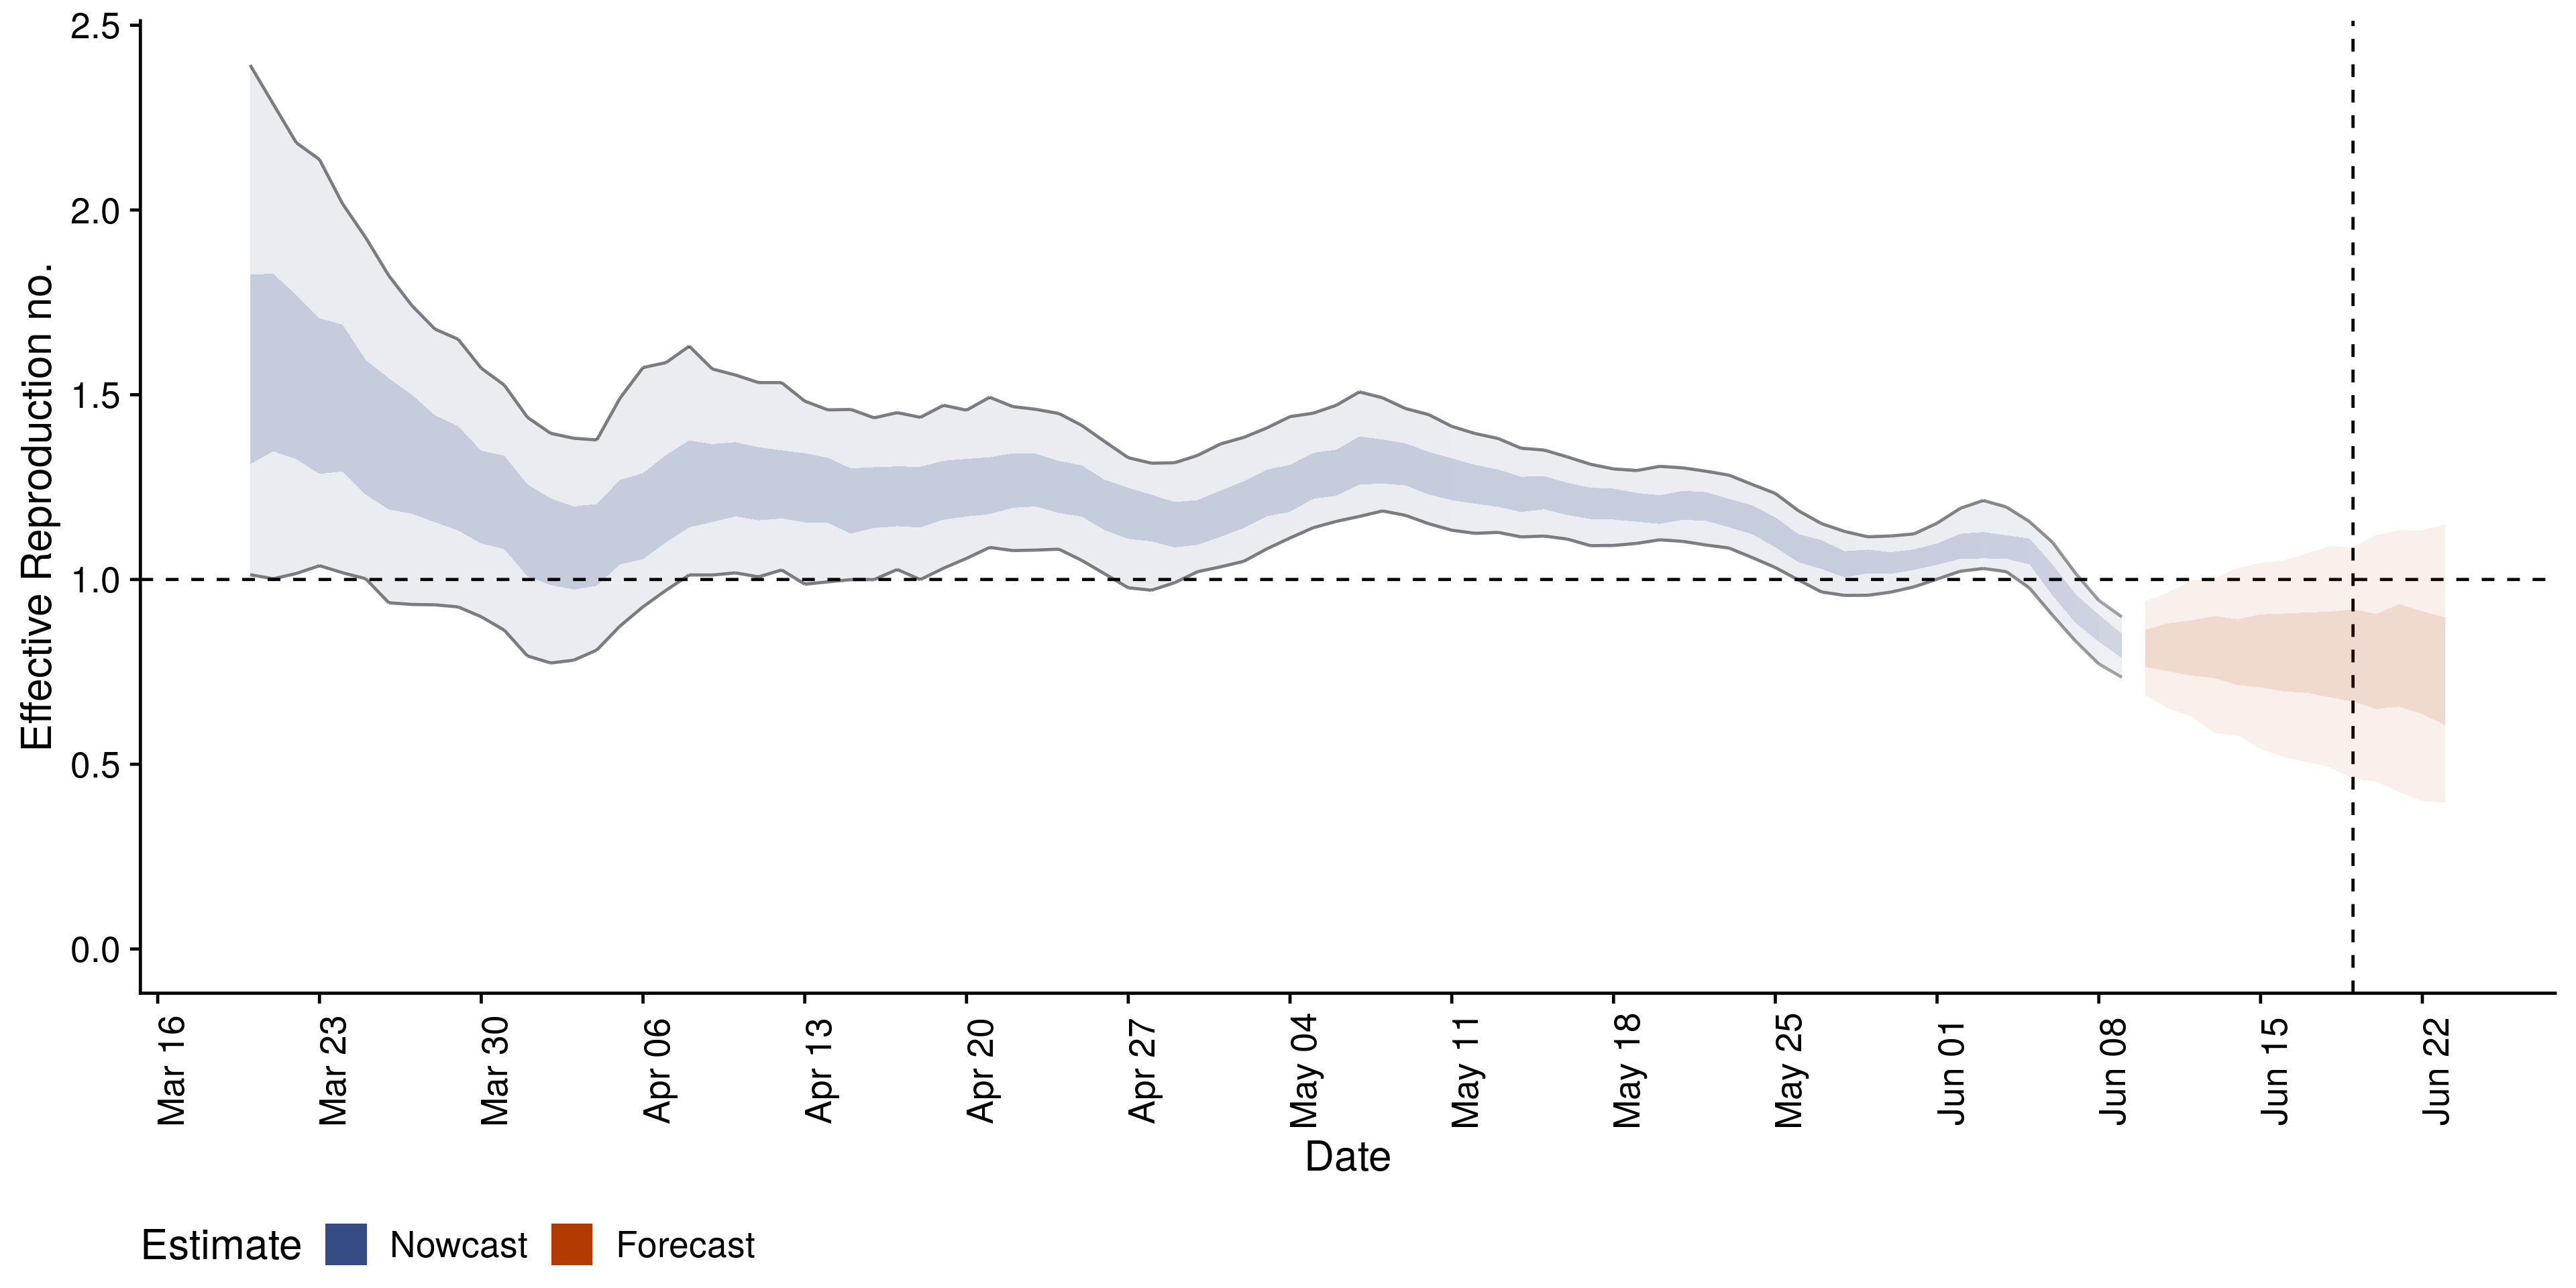 Effective Reproduction no.
2.5
2.0
1.5
1.0
0.5
0.0
Mar 16
Mar 23
Mar 30
Apr 06
Apr 13
Apr 20
Apr 27
May 04
May 11
May 18
May 25
Jun 01
Jun 08
Jun 15
Jun 22
Date
Estimate Nowcast Forecast